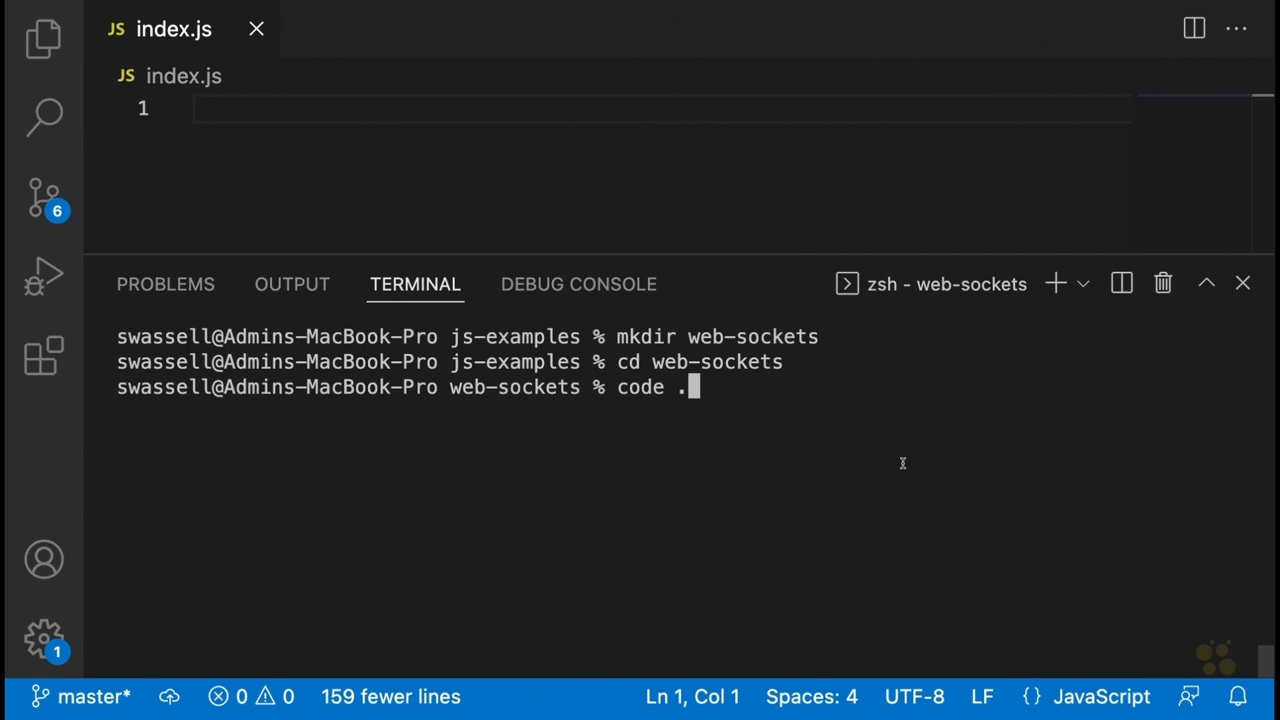 JS index.js
JS index.js
1
6
PROBLEMS OUTPUT TERMINAL DEBUG CONSOLE zsh - web-sockets
swassell@Admins-MacBook-Pro js-examples % mkdir web-sockets
swassell@Admins-MacBook-Pro js-examples % cd web-sockets
swassell@Admins-MacBook-Pro web-sockets % code .
1
master* 0 0 159 fewer lines Ln 1, Col 1 Spaces: 4 UTF-8 LF {} JavaScript